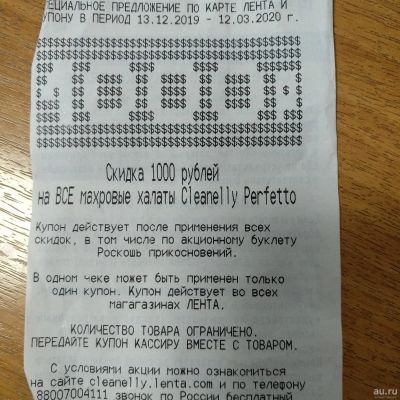 ЕЦИАЛЬНОЕ ПРЕДЛОЖЕНИЕ ПО КАРТЕ ЛЕНТА И
УПОНУ В ПЕРИОД 13.12.2019 - 12.03.2020 г.
1000
Скидка 1000 рублей
на ВСЕ махровые халаты Cleanelly Perfetto
Купон действует после применения всех
скидок, в том числе по акционному буклету
Роскошь прикосновений.
В одном чеке может быть применен только
один купон. Купон действует во всех
магагазинах ЛЕНТА.
КОЛИЧЕСТВО ТОВАРА ОГРАНИЧЕНО.
ПЕРЕДАЙТЕ КУПОН КАССИРУ ВМЕСТЕ С ТОВАРОМ.
С условиями акции можно ознакомиться
на сайте cleanelly.lenta.com и по телефону
88007004111 звонок по России бесплатный
au.ru